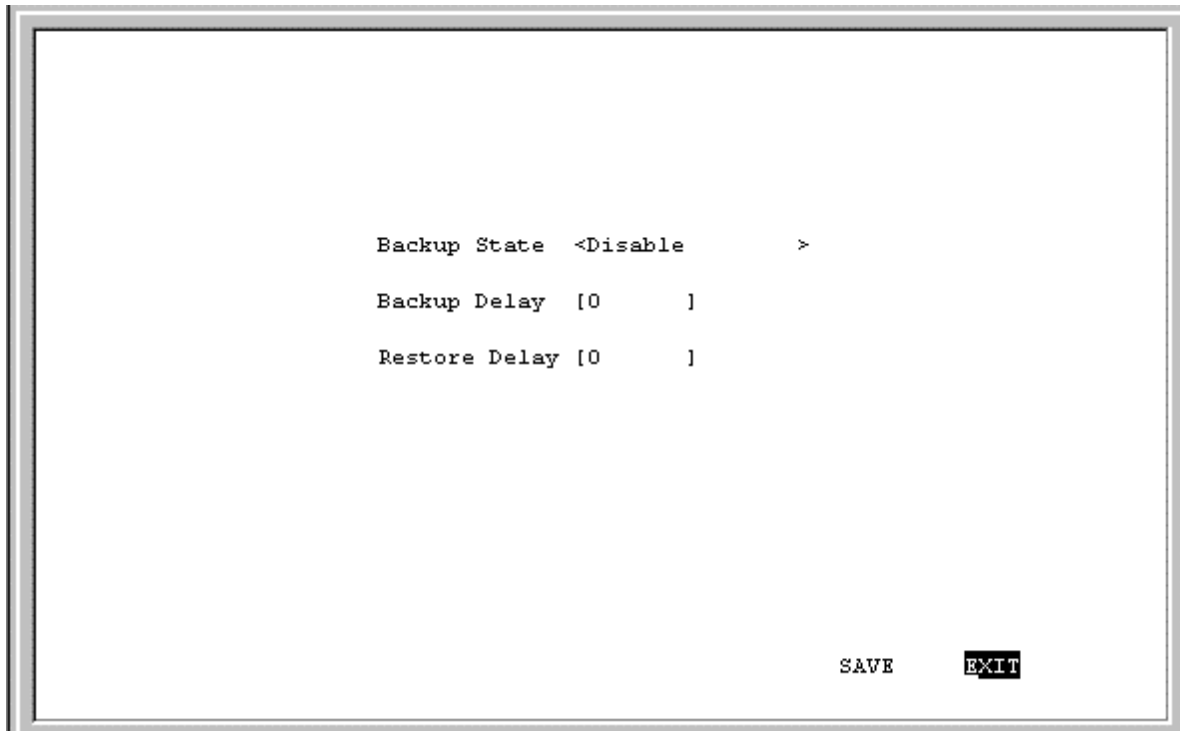 Backup State <Disable >
Backup Delay [0 ]
Restore Delay [0 ]
SAVE EXIT